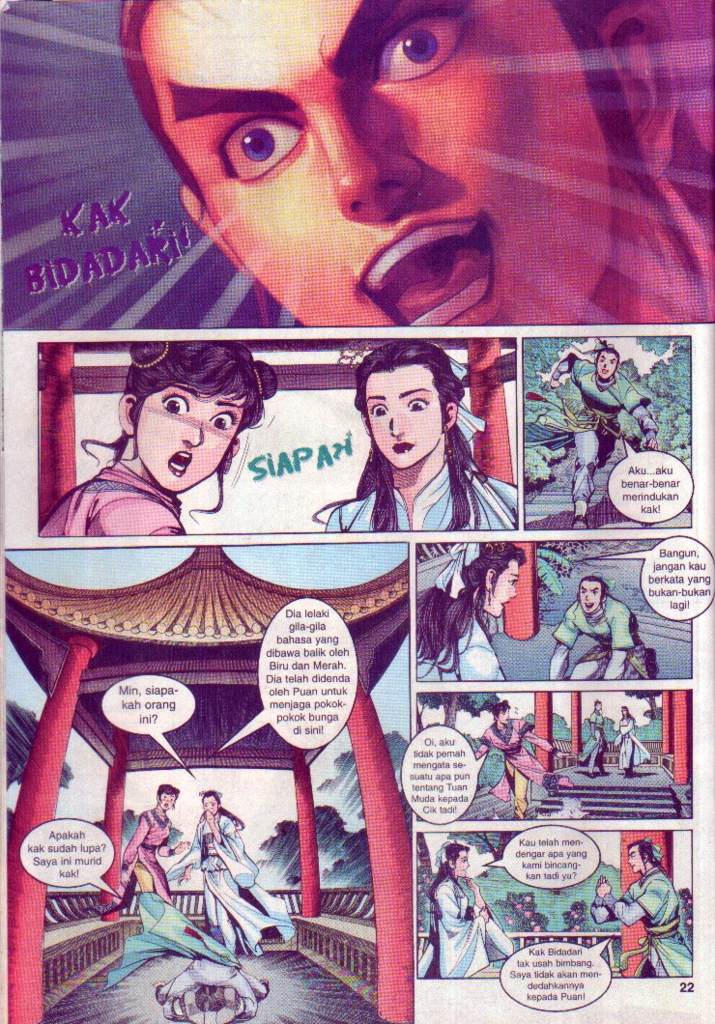 KAK
BIDADARI!
SIAPA?!
Aku...aku
benar-benar
merindukan
kak!
Dia lelaki
gila-gila
bahasa yang
dibawa balik oleh
Biru dan Merah.
Dia telah didenda
oleh Puan untuk
menjaga pokok-
pokok bunga
di sini!
Min, siapa-
kah orang
ini?
Apakah
kak sudah lupa?
Saya ini murid
kak!
Bangun,
jangan kau
berkata yang
bukan-bukan
lagi!
Oi, aku
tidak pernah
mengata se-
suatu apa pun
tentang Tuan
Muda kepada
Cik tadi!
Kau telah men-
dengar apa yang
kami bincang-
kan tadi ya?
Kak Bidadari
tak usah bimbang.
Saya tidak akan men-
dedahkannya
kepada Puan!
22